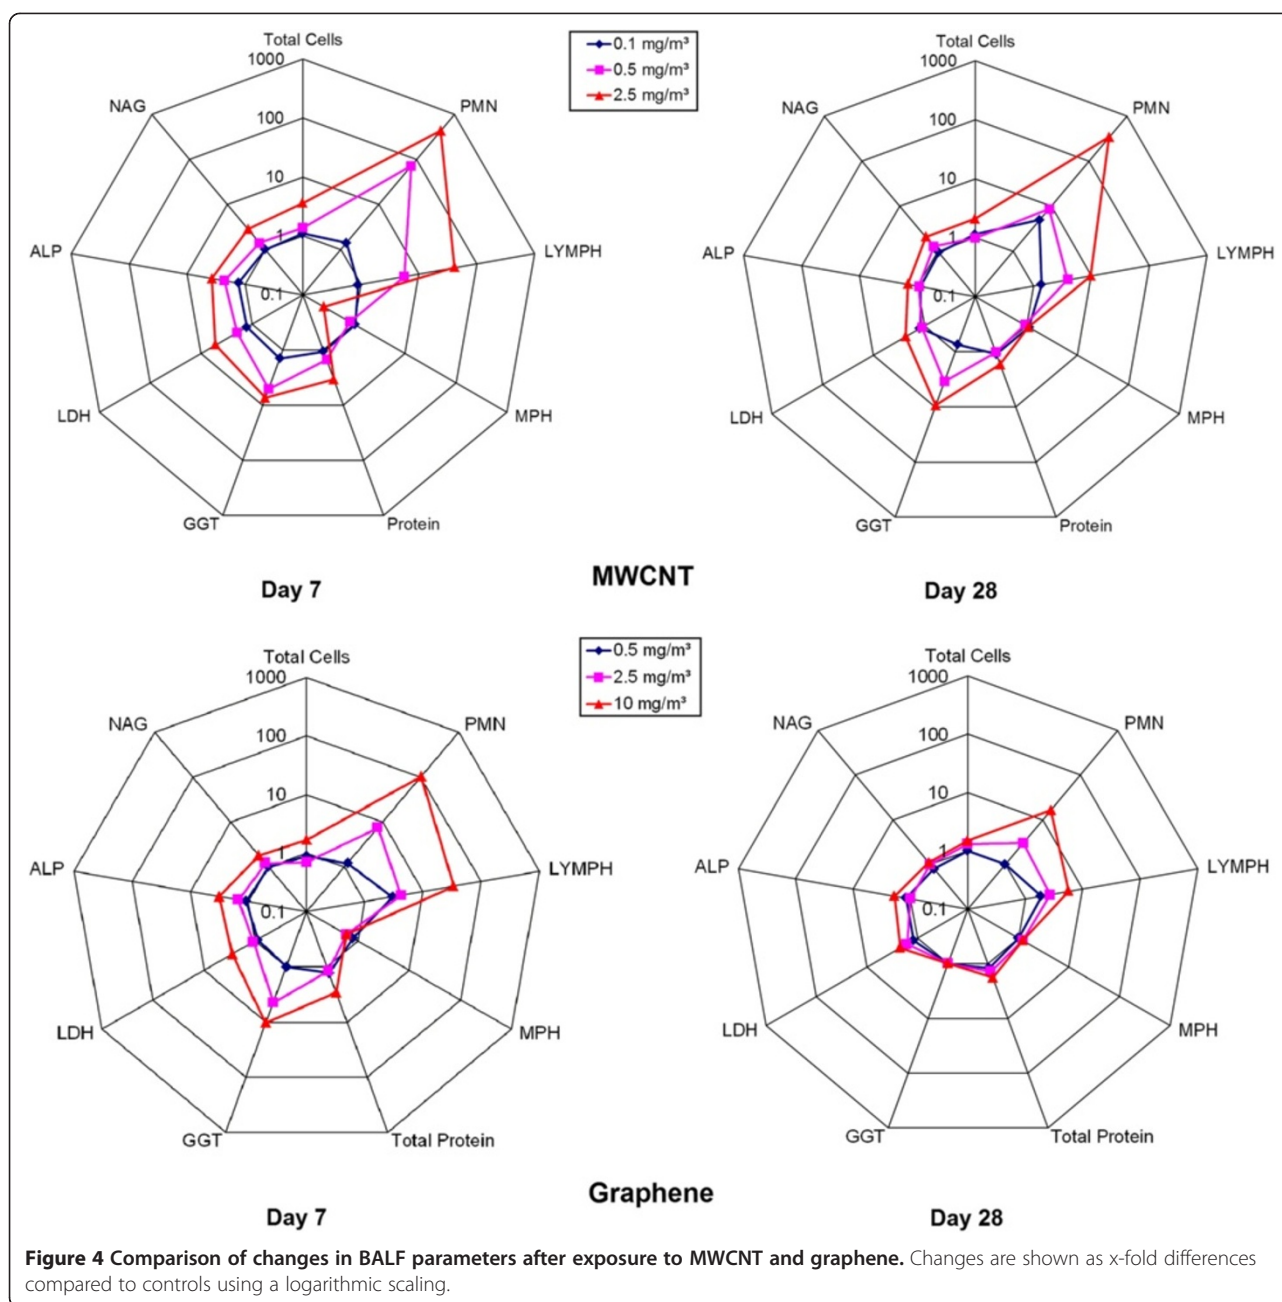 Total Cells
1000
100
10
1
0.1
NAG
PMN
ALP
LYMPH
LDH
MPH
GGT
Protein
0.1 mg/m³
0.5 mg/m³
2.5 mg/m³
Total Cells
1000
100
10
1
0.1
NAG
PMN
ALP
LYMPH
LDH
MPH
GGT
Protein
Day 7
MWCNT
Day 28
Total Cells
1000
100
10
1
0.1
NAG
PMN
ALP
LYMPH
LDH
MPH
GGT
Total Protein
0.5 mg/m³
2.5 mg/m³
10 mg/m³
Total Cells
1000
100
10
1
0.1
NAG
PMN
ALP
LYMPH
LDH
MPH
GGT
Total Protein
Day 7
Graphene
Day 28
Figure 4 Comparison of changes in BALF parameters after exposure to MWCNT and graphene. Changes are shown as x-fold differences
compared to controls using a logarithmic scaling.